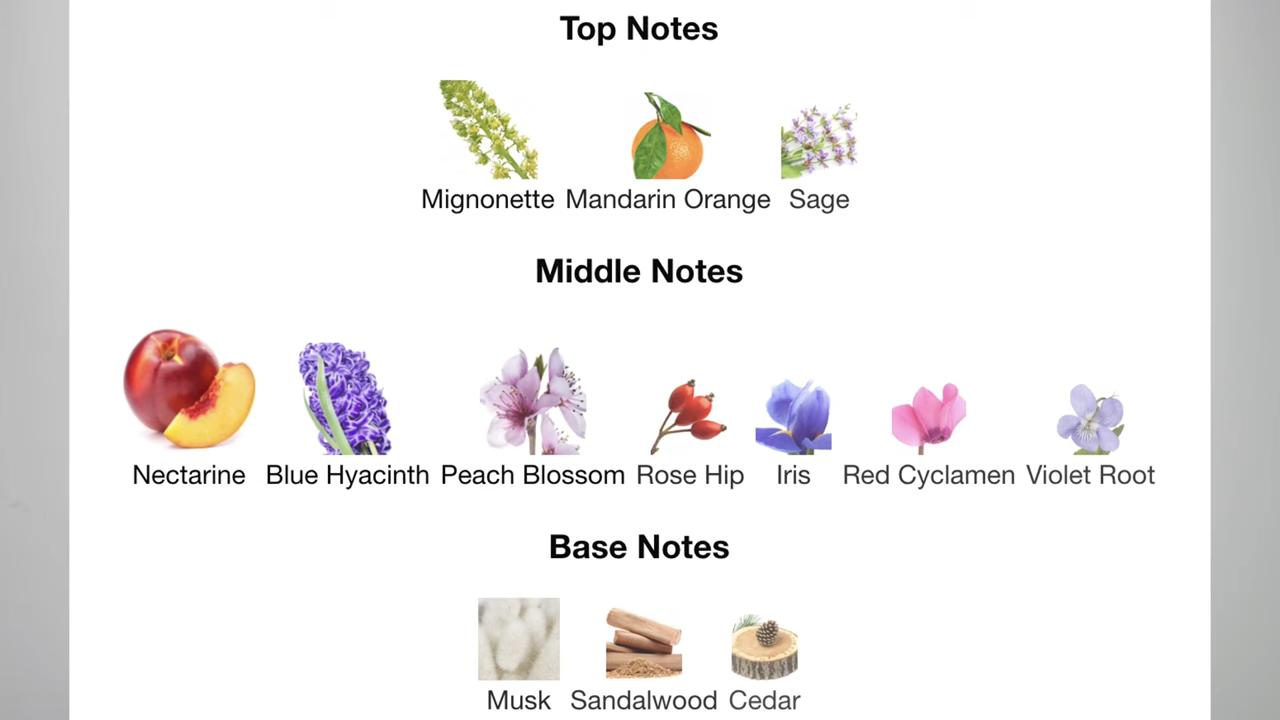 Top Notes
Mignonette Mandarin Orange Sage
Middle Notes
Nectarine Blue Hyacinth Peach Blossom Rose Hip Iris Red Cyclamen Violet Root
Base Notes
Musk Sandalwood Cedar